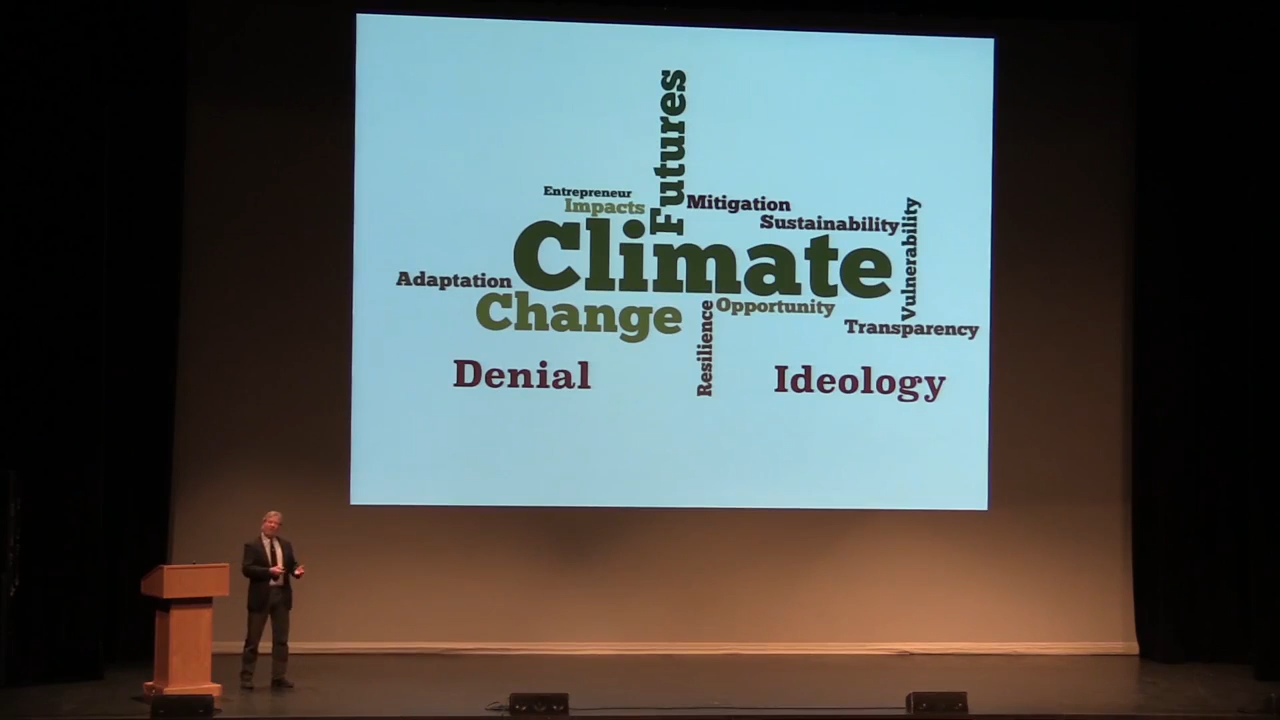 Futures
Entrepreneur
Impacts
Mitigation
Sustainability
Vulnerability
Climate
Adaptation
Change
Resilience
Opportunity
Transparency
Denial
Ideology